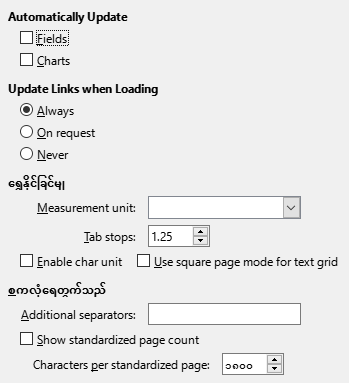 Automatically Update
Fields
Charts
Update Links when Loading
Always
On request
Never
ရွှေနိုင်ခြင်းမျှ
Measurement unit:
Tab stops: 1.25
Enable char unit Use square page mode for text grid
စကားလုံးရေတွက်သည်
Additional separators:
Show standardized page count
Characters per standardized page: ၁၈၀၀